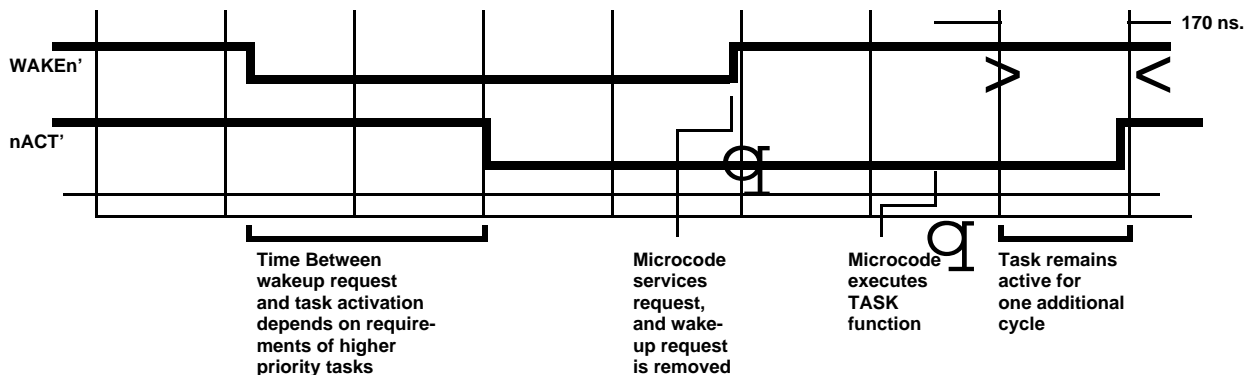 170 ns.
WAKEn’
>
<
nACT’
q
q
Time Between
wakeup request
and task activation
depends on require-
ments of higher
priority tasks
Microcode
services
request,
and wake-
up request
is removed
Microcode
executes
TASK
function
Task remains
active for
one additional
cycle